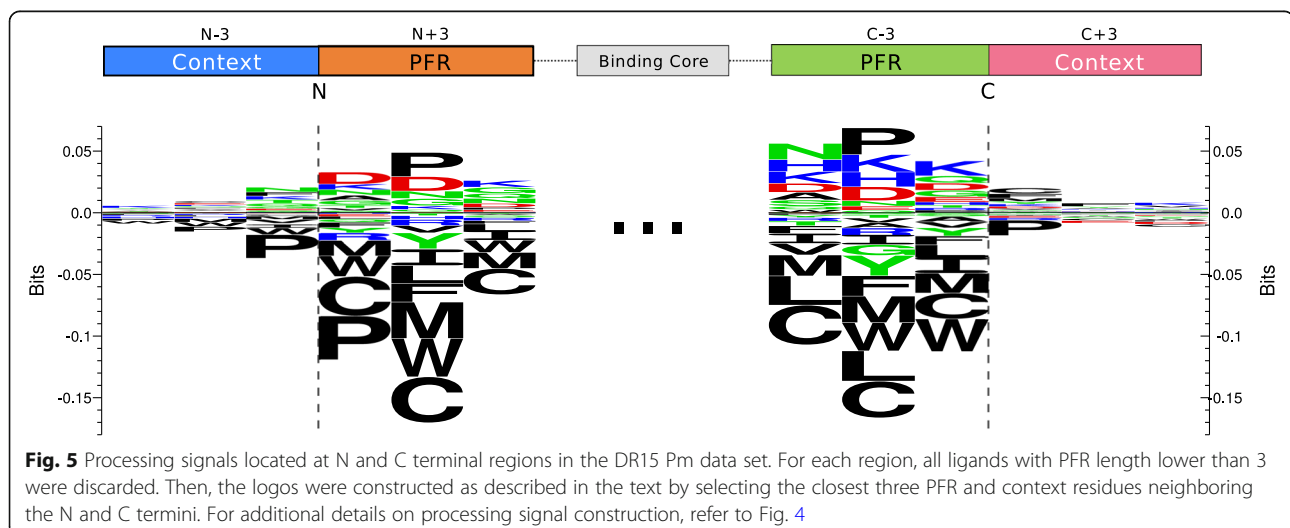 N-3 N+3 C-3 C+3
Context PFR Binding Core PFR Context
N C
0.05 0.05
0.0 0.0
-0.05 -0.05
-0.1 -0.1
-0.15 -0.15
Bits Bits
P D D N K
P C M W C P
P D Y I L F M W C
K I V M C
N H K D I V M L C
P K H D I G Y F M W L C
K G D F I M C W
P
Fig. 5 Processing signals located at N and C terminal regions in the DR15 Pm data set. For each region, all ligands with PFR length lower than 3
were discarded. Then, the logos were constructed as described in the text by selecting the closest three PFR and context residues neighboring
the N and C termini. For additional details on processing signal construction, refer to Fig. 4